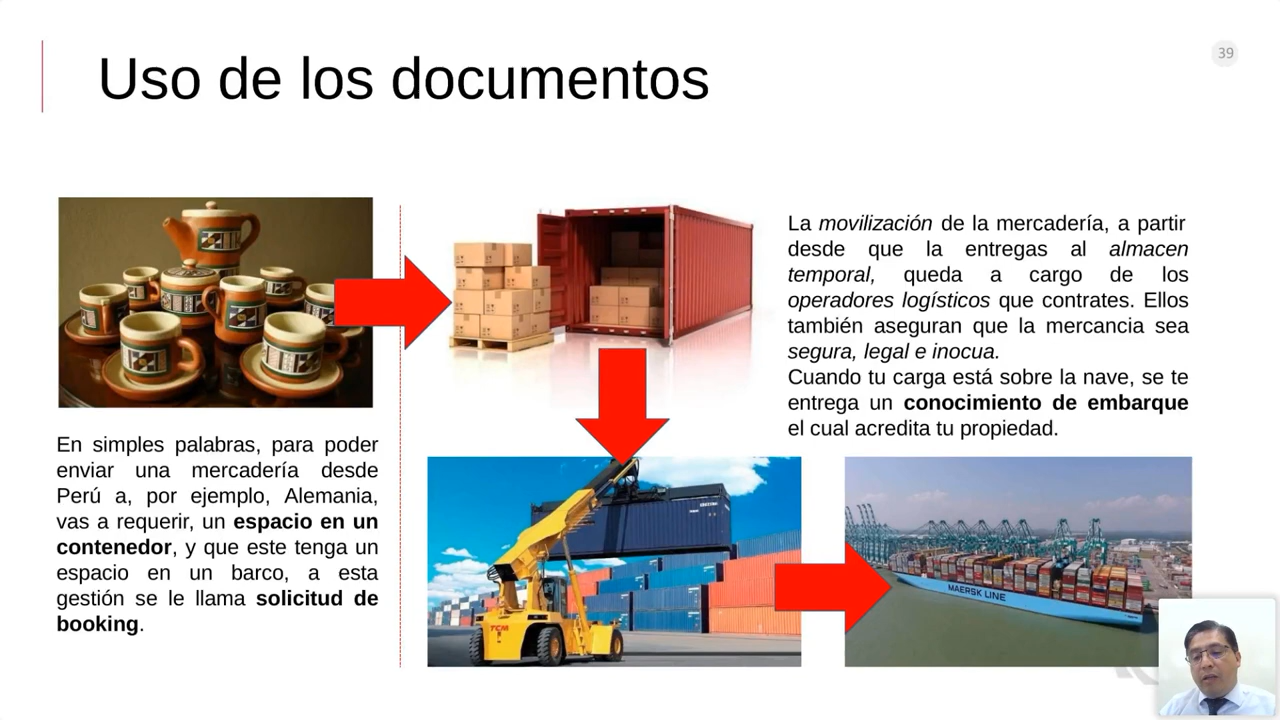 39
Uso de los documentos
En simples palabras, para poder
enviar una mercadería desde
Perú a, por ejemplo, Alemania,
vas a requerir, un espacio en un
contenedor, y que este tenga un
espacio en un barco, a esta
gestión se le llama solicitud de
booking.
La movilización de la mercadería, a partir
desde que la entregas al almacen
temporal, queda a cargo de los
operadores logísticos que contrates. Ellos
también aseguran que la mercancia sea
segura, legal e inocua.
Cuando tu carga está sobre la nave, se te
entrega un conocimiento de embarque
el cual acredita tu propiedad.
TCM
MAERSK LINE